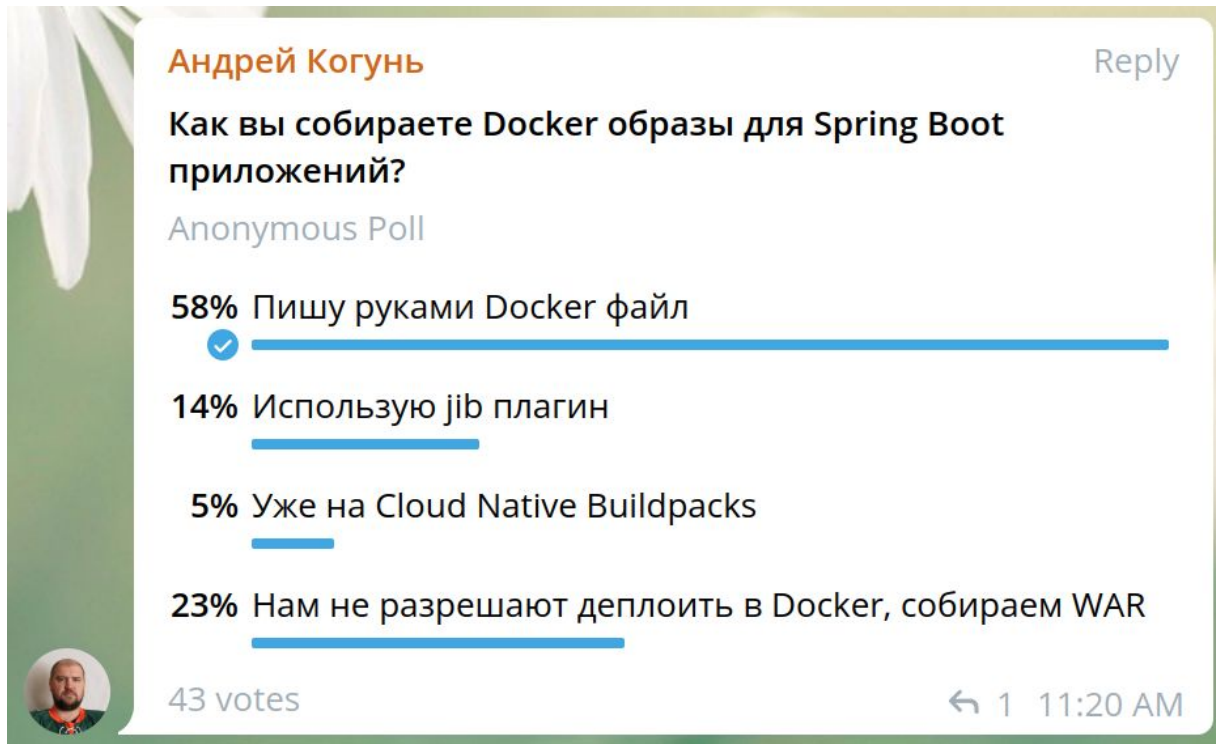 Андрей Когунь Reply
Как вы собираете Docker образы для Spring Boot
приложений?
Anonymous Poll
58% Пишу руками Docker файл
14% Использую jib плагин
5% Уже на Cloud Native Buildpacks
23% Нам не разрешают деплоить в Docker, собираем WAR
43 votes 1 11:20 AM